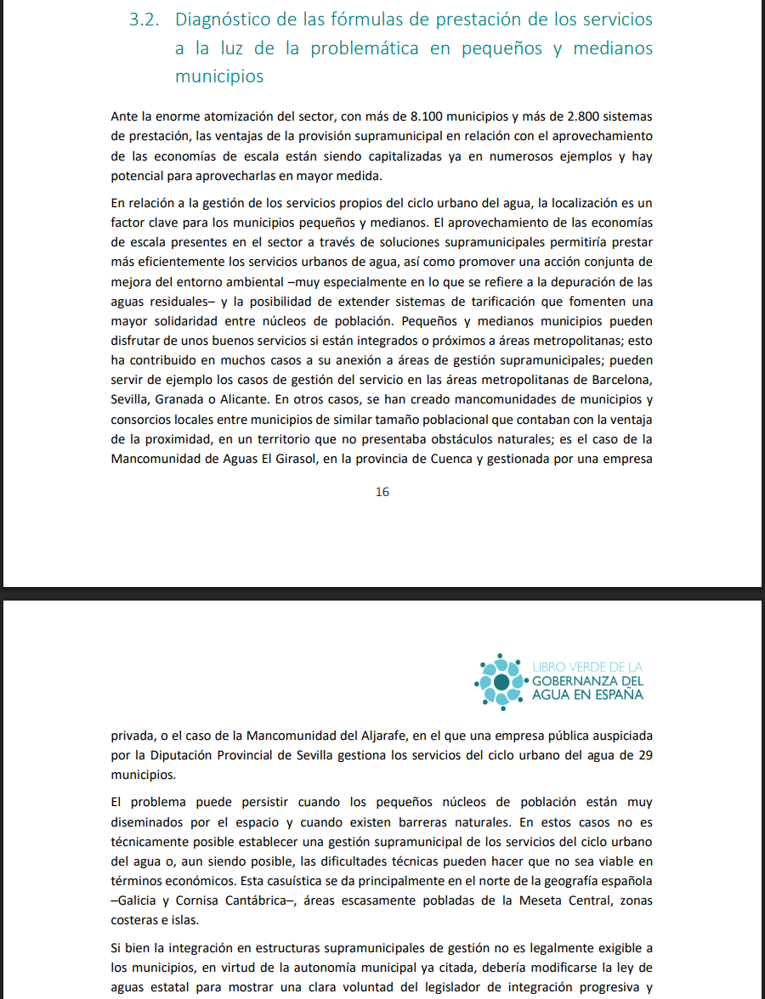 3.2. Diagnóstico de las fórmulas de prestación de los servicios
a la luz de la problemática en pequeños y medianos
municipios
Ante la enorme atomización del sector, con más de 8.100 municipios y más de 2.800 sistemas
de prestación, las ventajas de la provisión supramunicipal en relación con el aprovechamiento
de las economías de escala están siendo capitalizadas ya en numerosos ejemplos y hay
potencial para aprovecharlas en mayor medida.
En relación a la gestión de los servicios propios del ciclo urbano del agua, la localización es un
factor clave para los municipios pequeños y medianos. El aprovechamiento de las economías
de escala presentes en el sector a través de soluciones supramunicipales permitiría prestar
más eficientemente los servicios urbanos de agua, así como promover una acción conjunta de
mejora del entorno ambiental –muy especialmente en lo que se refiere a la depuración de las
aguas residuales– y la posibilidad de extender sistemas de tarificación que fomenten una
mayor solidaridad entre núcleos de población. Pequeños y medianos municipios pueden
disfrutar de unos buenos servicios si están integrados o próximos a áreas metropolitanas; esto
ha contribuido en muchos casos a su anexión a áreas de gestión supramunicipales; pueden
servir de ejemplo los casos de gestión del servicio en las áreas metropolitanas de Barcelona,
Sevilla, Granada o Alicante. En otros casos, se han creado mancomunidades de municipios y
consorcios locales entre municipios de similar tamaño poblacional que contaban con la ventaja
de la proximidad, en un territorio que no presentaba obstáculos naturales; es el caso de la
Mancomunidad de Aguas El Girasol, en la provincia de Cuenca y gestionada por una empresa
16
LIBRO VERDE DE LA
GOBERNANZA DEL
AGUA EN ESPAÑA
privada, o el caso de la Mancomunidad del Aljarafe, en el que una empresa pública auspiciada
por la Diputación Provincial de Sevilla gestiona los servicios del ciclo urbano del agua de 29
municipios.
El problema puede persistir cuando los pequeños núcleos de población están muy
diseminados por el espacio y cuando existen barreras naturales. En estos casos no es
técnicamente posible establecer una gestión supramunicipal de los servicios del ciclo urbano
del agua o, aun siendo posible, las dificultades técnicas pueden hacer que no sea viable en
términos económicos. Esta casuística se da principalmente en el norte de la geografía española
–Galicia y Cornisa Cantábrica–, áreas escasamente pobladas de la Meseta Central, zonas
costeras e islas.
Si bien la integración en estructuras supramunicipales de gestión no es legalmente exigible a
los municipios, en virtud de la autonomía municipal ya citada, debería modificarse la ley de
aguas estatal para mostrar una clara voluntad del legislador de integración progresiva y